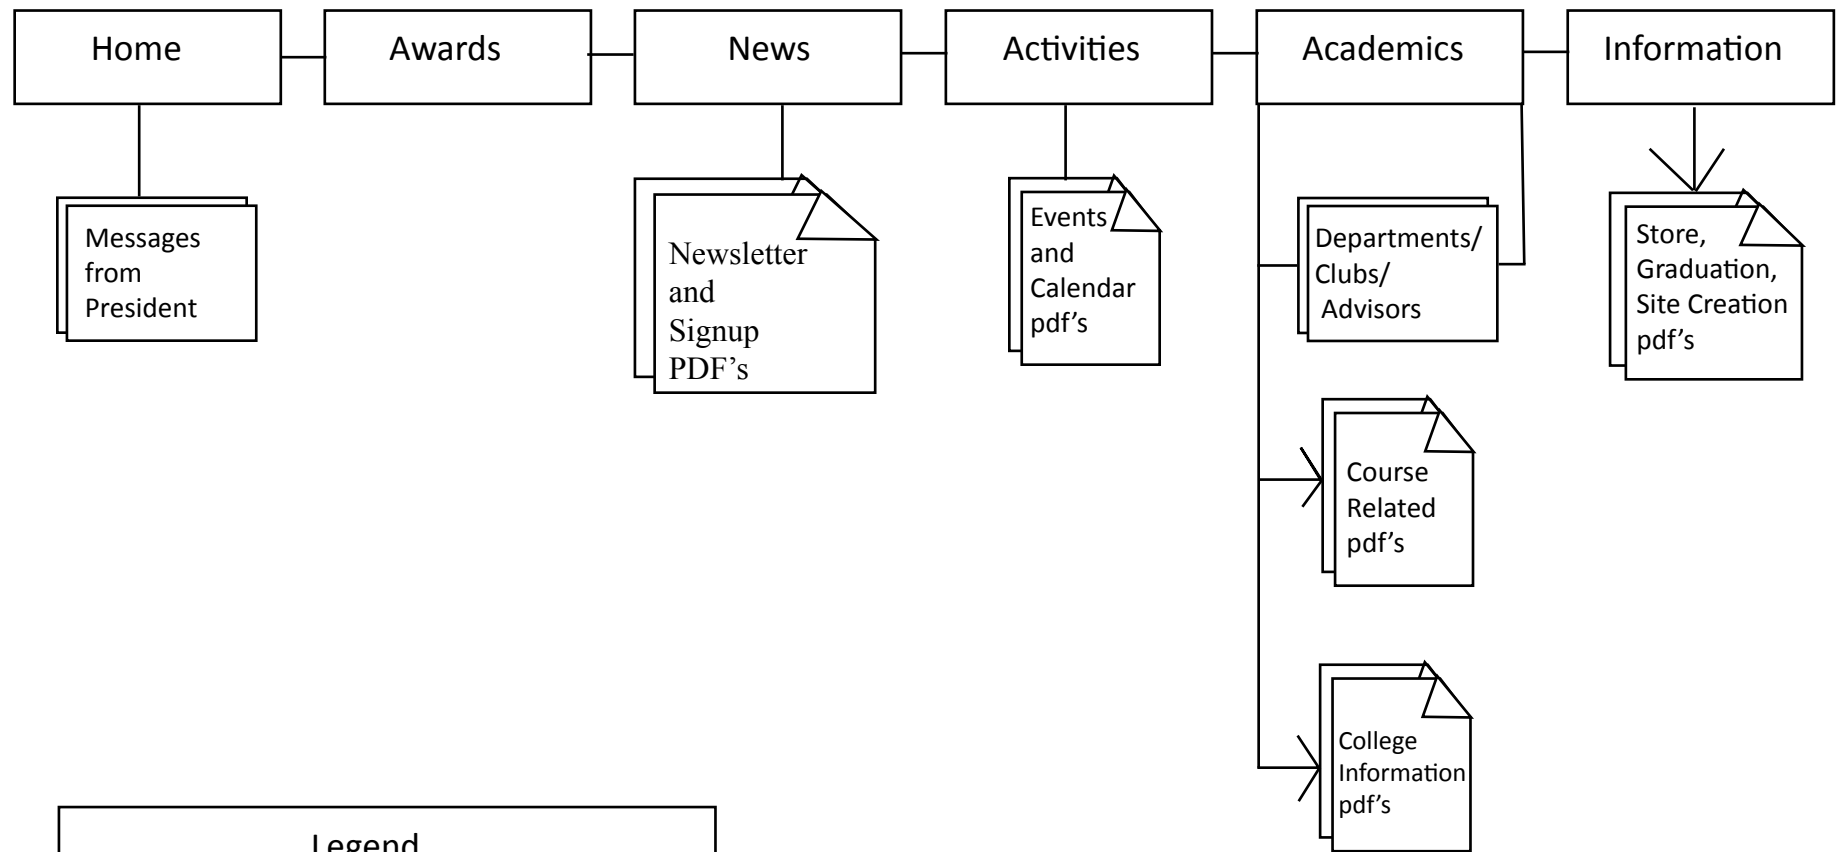 Home
Awards
News
Activities
Academics
Information
Messages
from
President
Newsletter
and
Signup
PDF’s
Events
and
Calendar
pdf’s
Departments/
Clubs/
Advisors
Store,
Graduation,
Site Creation
pdf’s
Course
Related
pdf’s
College
Information
pdf’s
Legend